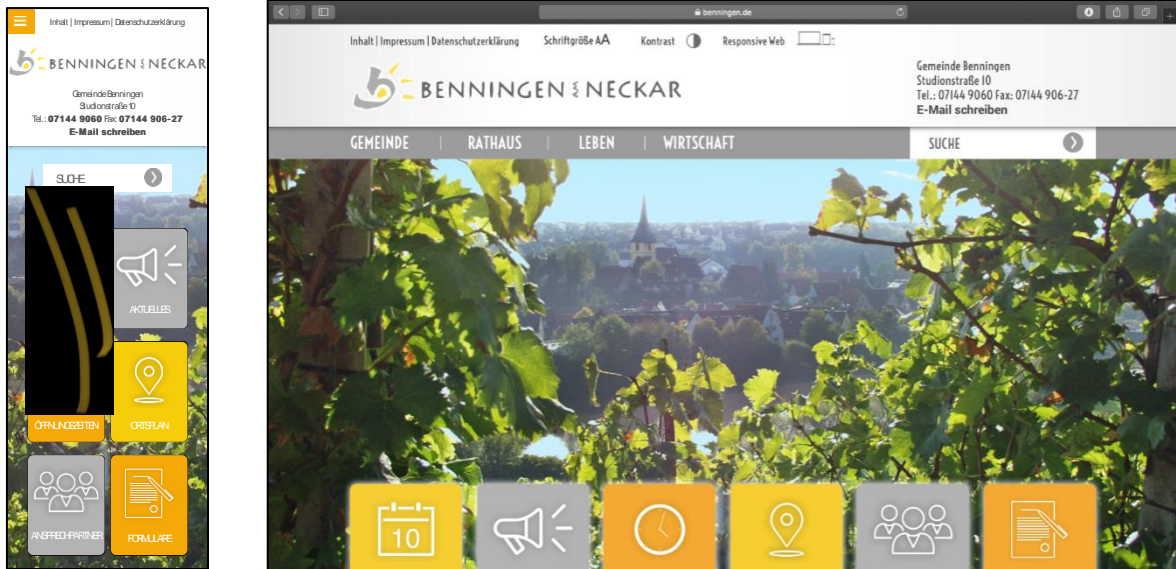 Inhalt | Impressum | Datenschutzerklärung
BENNINGEN NECKAR
Gemeinde Benningen
Studionstraße 10
Tel.: 07144 9060 Fax: 07144 906-27
E-Mail schreiben
SUCHE
AKTUELLES
ÖFFNUNGSZEITEN
ORTSPLAN
ANSPRECHPARTNER
FORMULARE
benningen.de
Inhalt | Impressum | Datenschutzerklärung
Schriftgröße AA
Kontrast
Responsive Web
BENNINGEN NECKAR
Gemeinde Benningen
Studionstraße 10
Tel.: 07144 9060 Fax: 07144 906-27
E-Mail schreiben
GEMEINDE | RATHAUS | LEBEN | WIRTSCHAFT
SUCHE
10